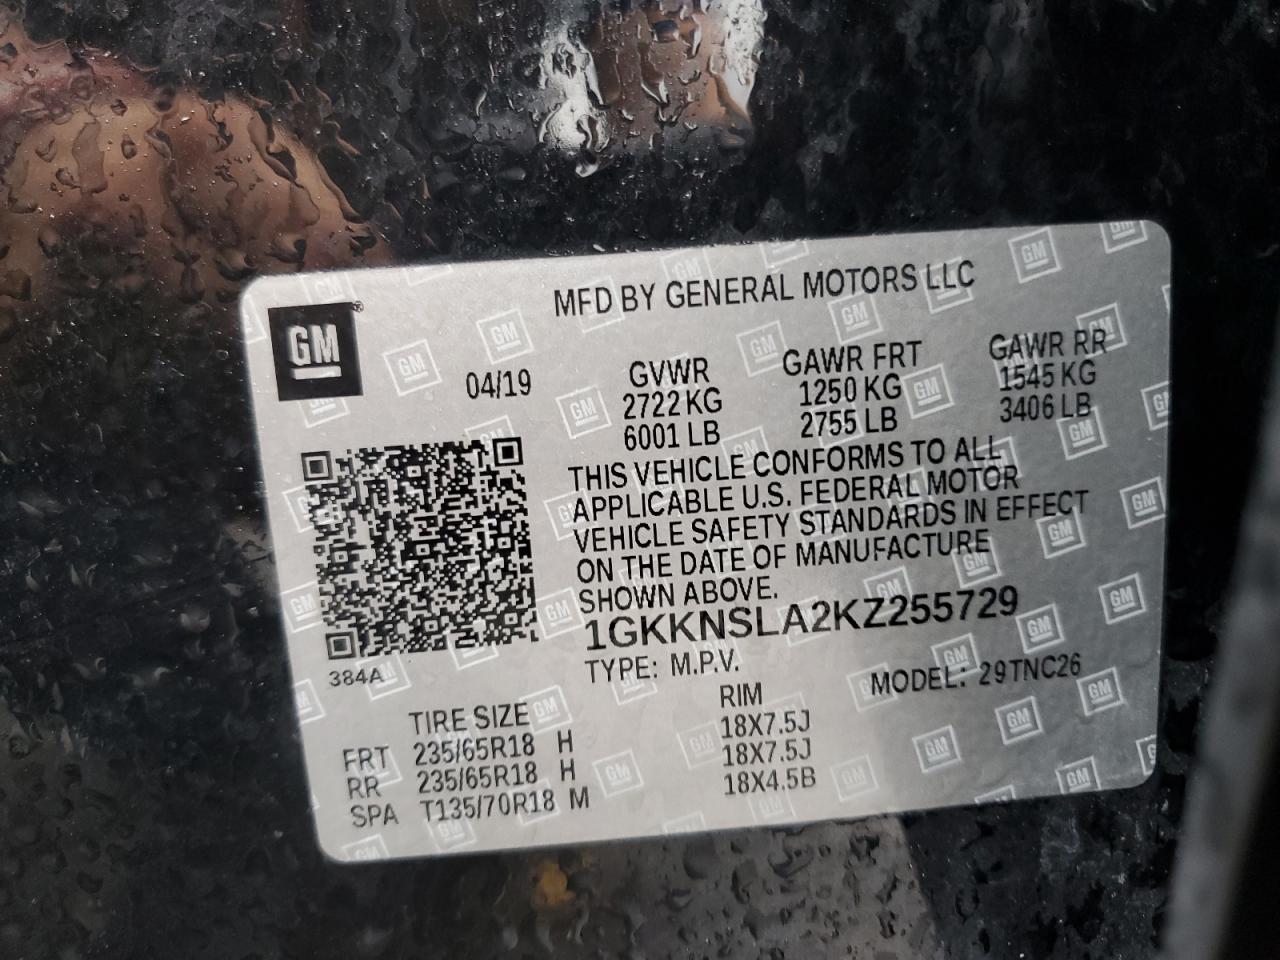 MFD BY GENERAL MOTORS LLC
GM
04/19
GVWR GAWR FRT GAWR RR
2722 KG 1250 KG 1545 KG
6001 LB 2755 LB 3406 LB
THIS VEHICLE CONFORMS TO ALL
APPLICABLE U.S. FEDERAL MOTOR
VEHICLE SAFETY STANDARDS IN EFFECT
ON THE DATE OF MANUFACTURE
SHOWN ABOVE.
1GKKNSLA2KZ255729
384A
TYPE: M.P.V. MODEL: 29TNC26
TIRE SIZE RIM
FRT 235/65R18 H 18X7.5J
RR 235/65R18 H 18X7.5J
SPA T135/70R18 M 18X4.5B